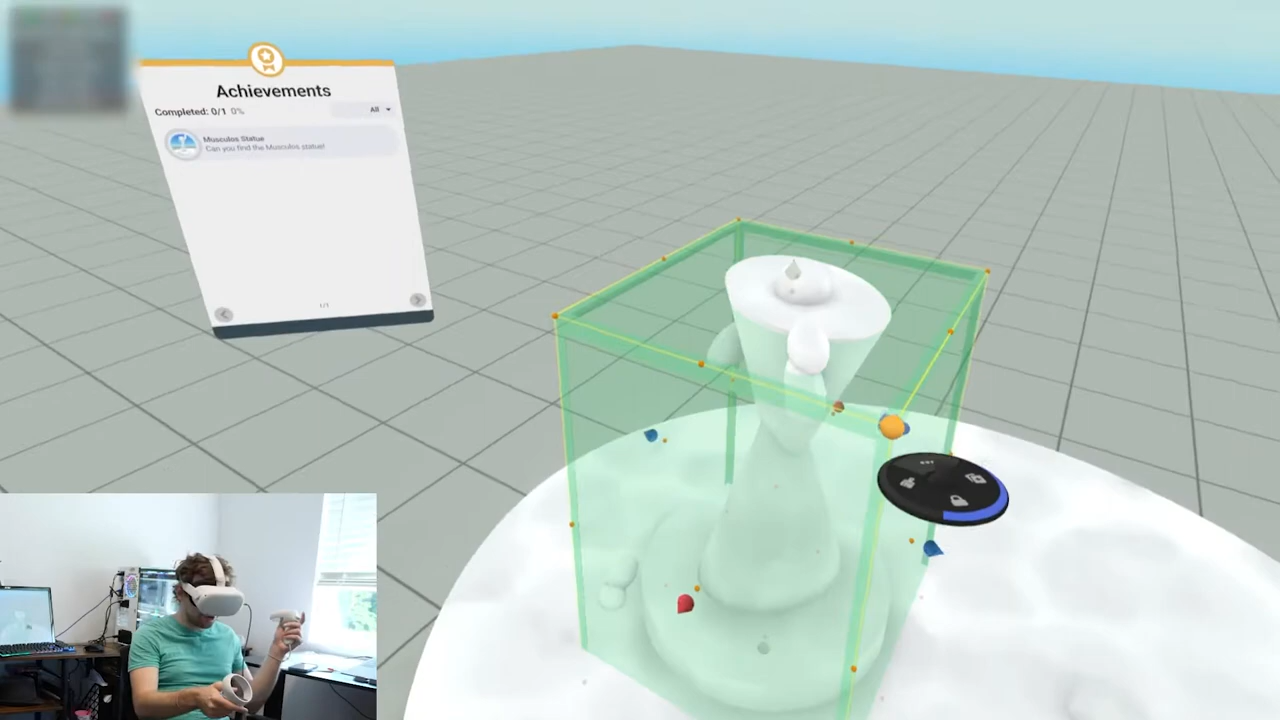 Achievements
Completed: 0/1 0%
All
Musculos Statue
Can you find the Musculos statue!
1/1